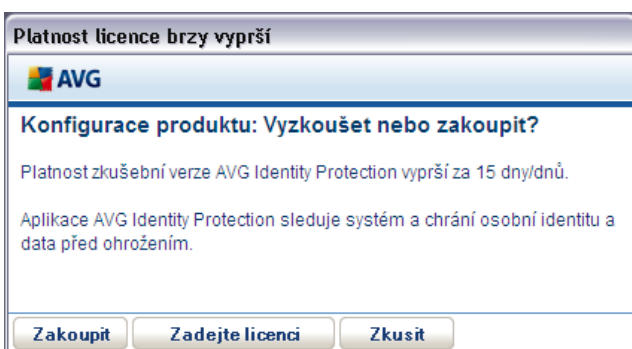 Platnost licence brzy vyprší
AVG
Konfigurace produktu: Vyzkoušet nebo zakoupit?
Platnost zkušební verze AVG Identity Protection vyprší za 15 dny/dnů.
Aplikace AVG Identity Protection sleduje systém a chrání osobní identitu a
data před ohrožením.
Zakoupit Zadejte licenci Zkusit